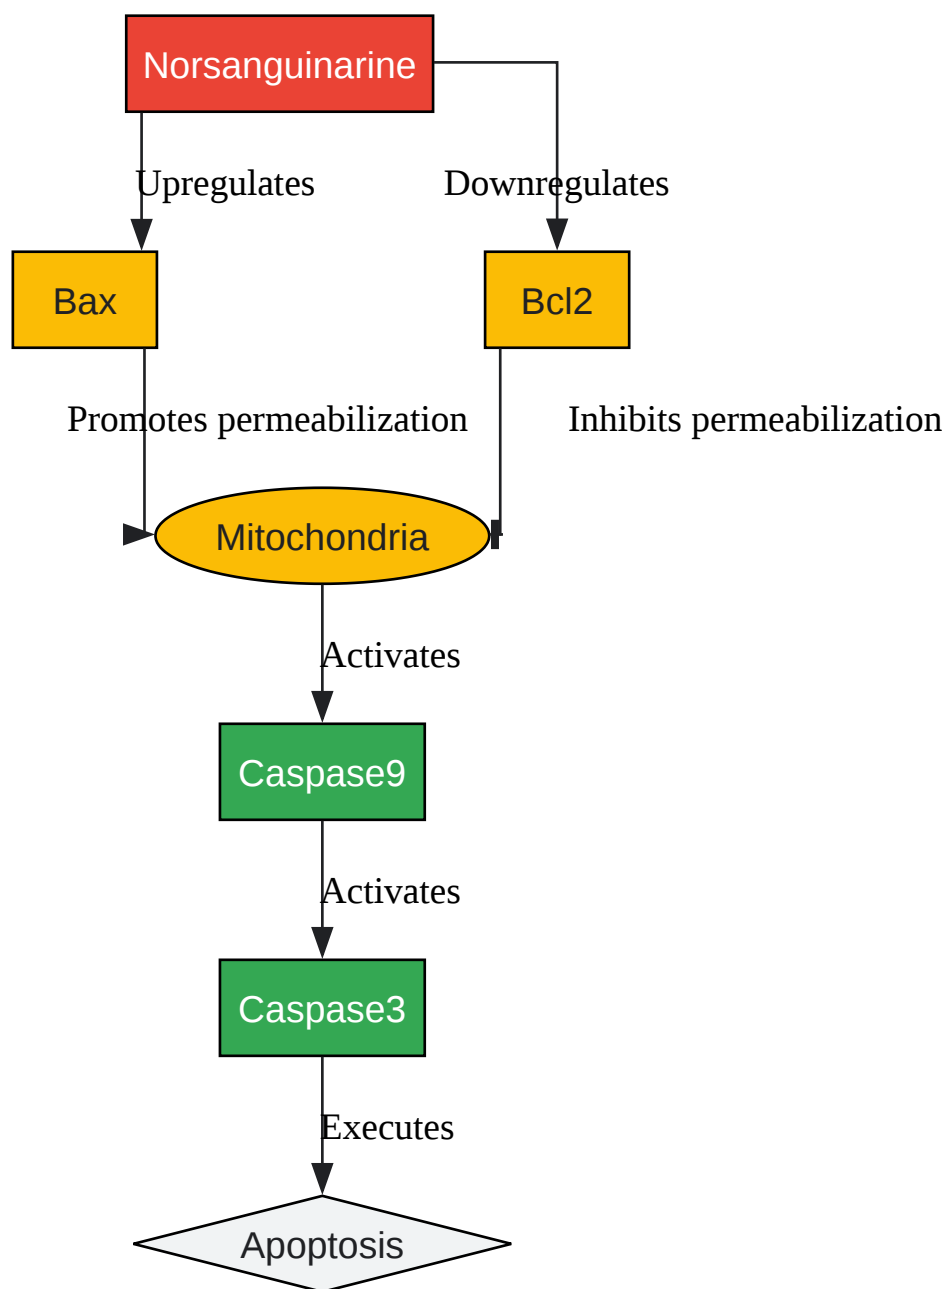 Norsanguinarine
Upregulates
Downregulates
Bax
Bcl2
Promotes permeabilization
Inhibits permeabilization
Mitochondria
Activates
Caspase9
Activates
Caspase3
Executes
Apoptosis